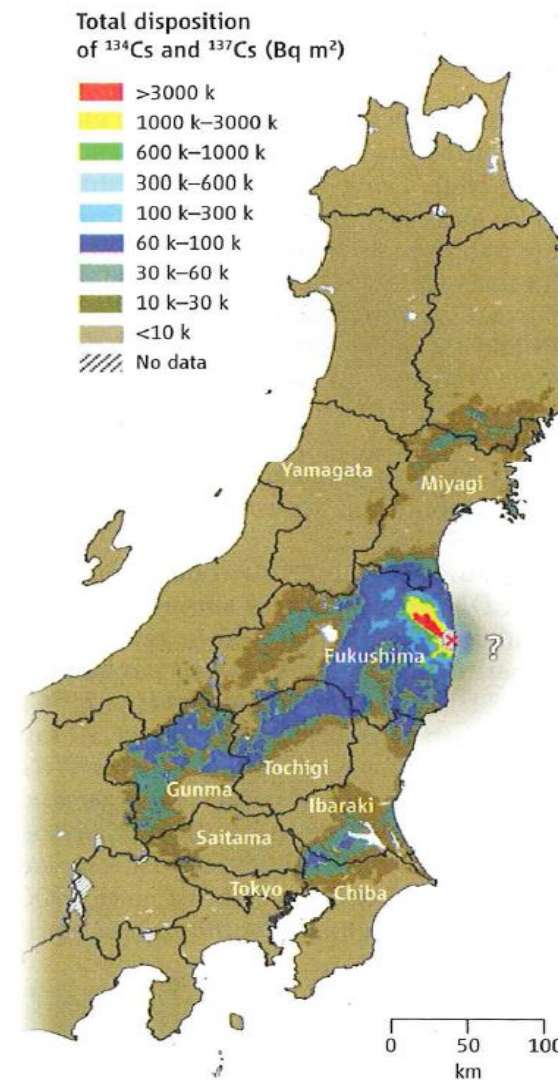 Total disposition
of ¹³⁴Cs and ¹³⁷Cs (Bq m²)
>3000 k
1000 k–3000 k
600 k–1000 k
300 k–600 k
100 k–300 k
60 k–100 k
30 k–60 k
10 k–30 k
<10 k
No data
Yamagata
Miyagi
Fukushima
?
Tochigi
Gunma
Ibaraki
Saitama
Tokyo
Chiba
0 50 100
km